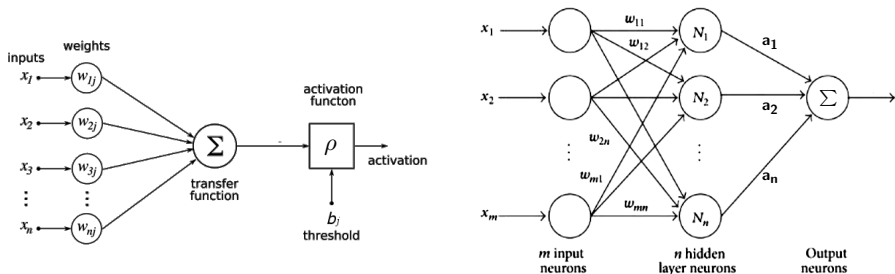 inputs
weights
x1
w1j
x2
w2j
x3
w3j
xn
wnj
Σ
transfer
function
activation
functon
ρ
activation
bj
threshold
x1
w11
N1
a1
w12
x2
N2
a2
Σ
w2n
wm1
an
xm
wmn
Nn
m input
neurons
n hidden
layer neurons
Output
neurons